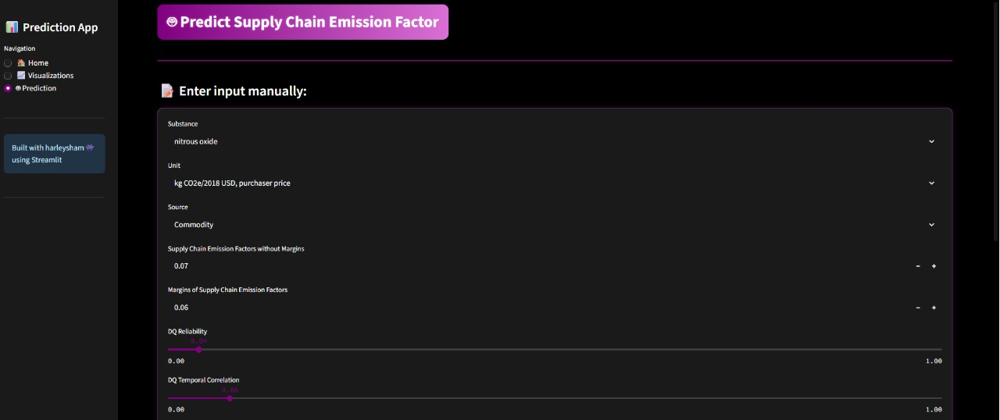 Prediction App
Navigation
Home
Visualizations
Prediction
Built with harleysham
using Streamlit
Predict Supply Chain Emission Factor
Enter input manually:
Substance
nitrous oxide
Unit
kg CO2e/2018 USD, purchaser price
Source
Commodity
Supply Chain Emission Factors without Margins
0.07
Margins of Supply Chain Emission Factors
0.06
DQ Reliability
0.04
0.00 1.00
DQ Temporal Correlation
0.08
0.00 1.00